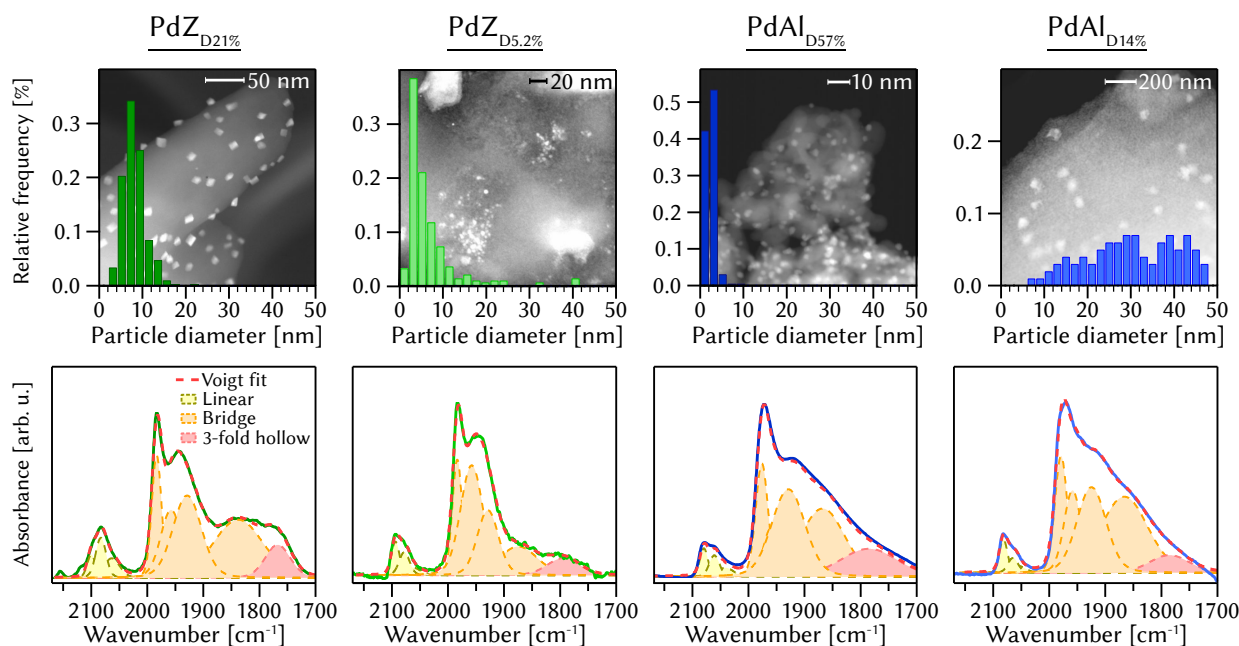 PdZD21% PdZD5.2% PdAlD57% PdAlD14%
Relative frequency [%]
50 nm 20 nm 10 nm 200 nm
0.3 0.2 0.1 0.0
0 10 20 30 40 50
Particle diameter [nm]
0.3 0.2 0.1 0.0
0 10 20 30 40 50
Particle diameter [nm]
0.5 0.4 0.3 0.2 0.1 0.0
0 10 20 30 40 50
Particle diameter [nm]
0.2 0.1 0.0
0 10 20 30 40 50
Particle diameter [nm]
Absorbance [arb. u.]
Voigt fit
Linear
Bridge
3-fold hollow
2100 2000 1900 1800 1700
Wavenumber [cm-1]
2100 2000 1900 1800 1700
Wavenumber [cm-1]
2100 2000 1900 1800 1700
Wavenumber [cm-1]
2100 2000 1900 1800 1700
Wavenumber [cm-1]